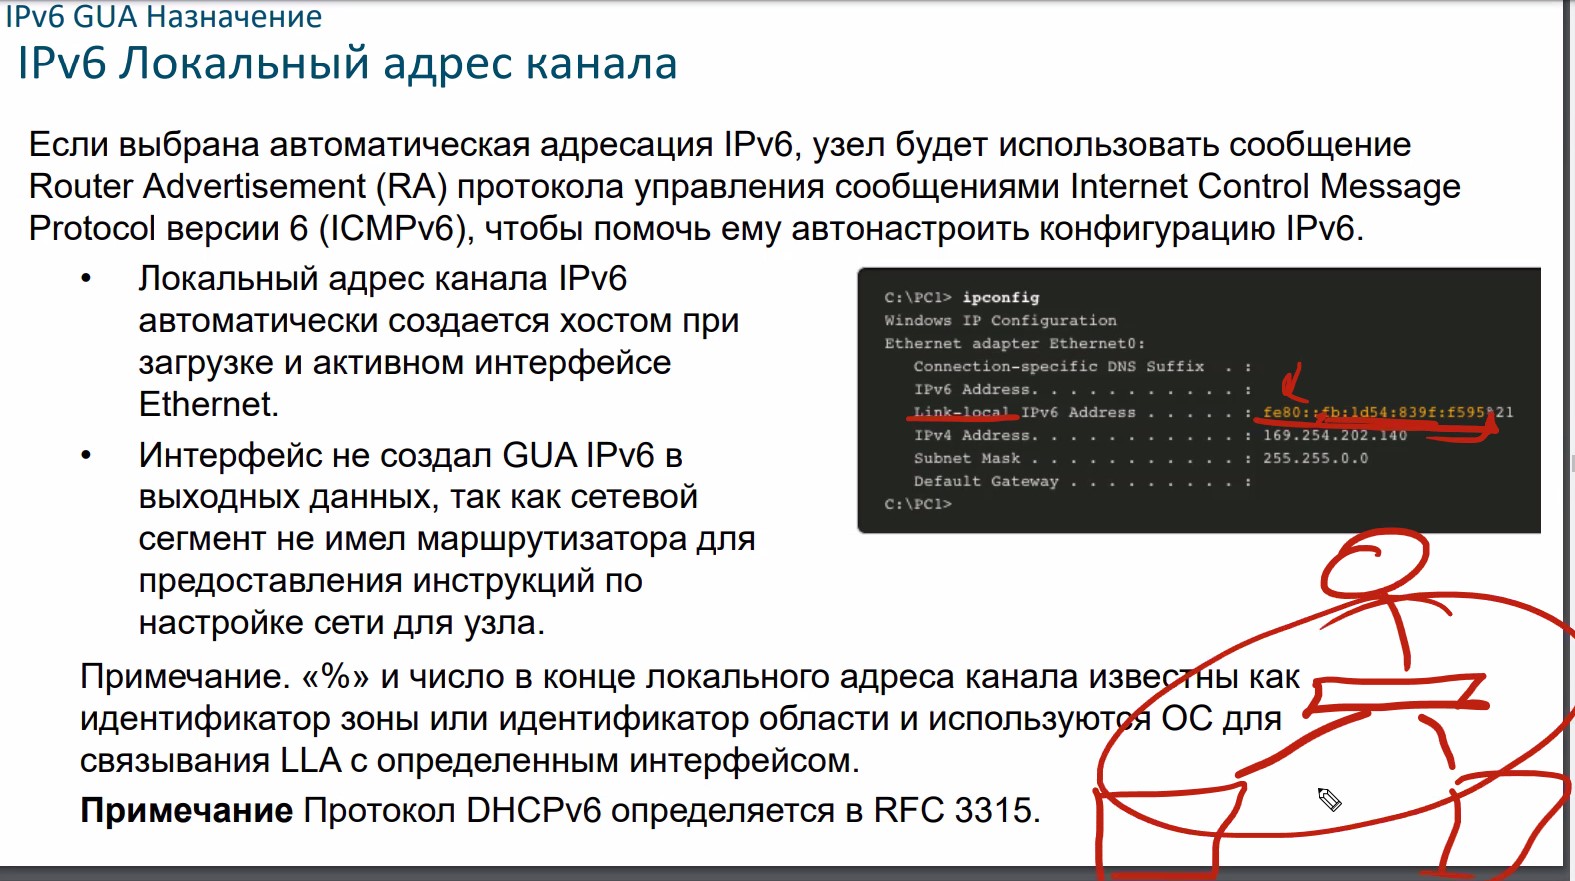 IPv6 GUA Назначение
IPv6 Локальный адрес канала
Если выбрана автоматическая адресация IPv6, узел будет использовать сообщение
Router Advertisement (RA) протокола управления сообщениями Internet Control Message
Protocol версии 6 (ICMPv6), чтобы помочь ему автонастроить конфигурацию IPv6.
• Локальный адрес канала IPv6
автоматически создается хостом при
загрузке и активном интерфейсе
Ethernet.
• Интерфейс не создал GUA IPv6 в
выходных данных, так как сетевой
сегмент не имел маршрутизатора для
предоставления инструкций по
настройке сети для узла.
C:\PC1> ipconfig
Windows IP Configuration
Ethernet adapter Ethernet0:
Connection-specific DNS Suffix . :
IPv6 Address. . . . . . . . . . . :
Link-local IPv6 Address . . . . . : fe80::fb:1d54:839f:f595%21
IPv4 Address. . . . . . . . . . . : 169.254.202.140
Subnet Mask . . . . . . . . . . . : 255.255.0.0
Default Gateway . . . . . . . . . :
C:\PC1>
Примечание. «%» и число в конце локального адреса канала известны как
идентификатор зоны или идентификатор области и используются ОС для
связывания LLA с определенным интерфейсом.
Примечание Протокол DHCPv6 определяется в RFC 3315.